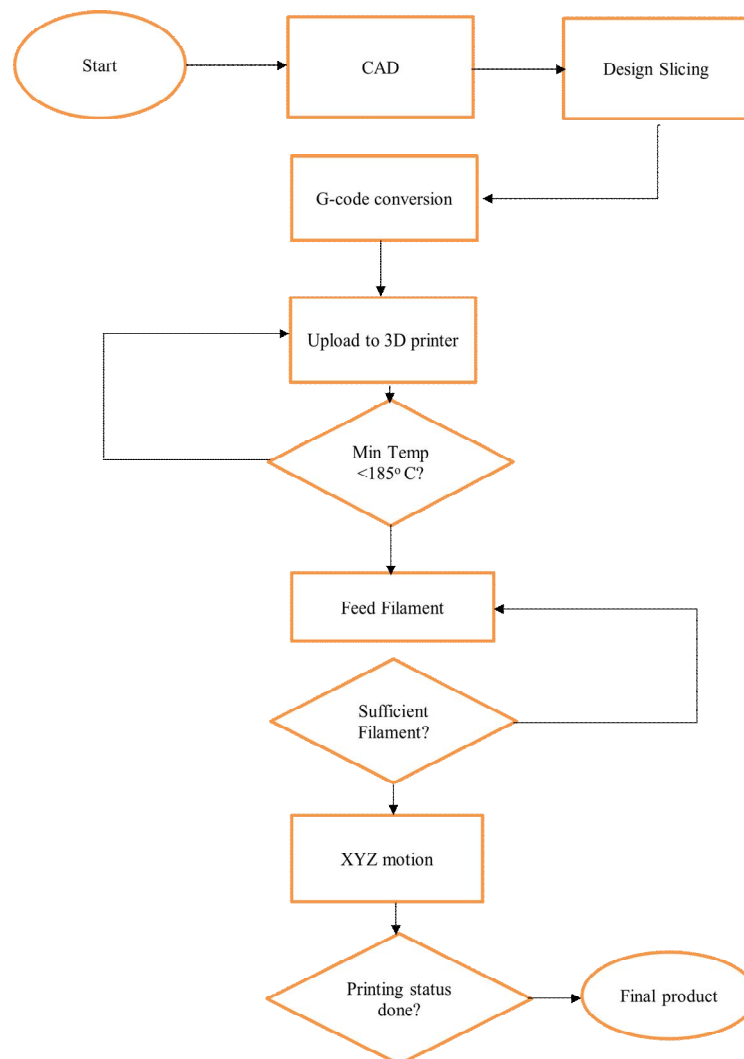 Start
CAD
Design Slicing
G-code conversion
Upload to 3D printer
Min Temp
<185º C?
Feed Filament
Sufficient
Filament?
XYZ motion
Printing status
done?
Final product